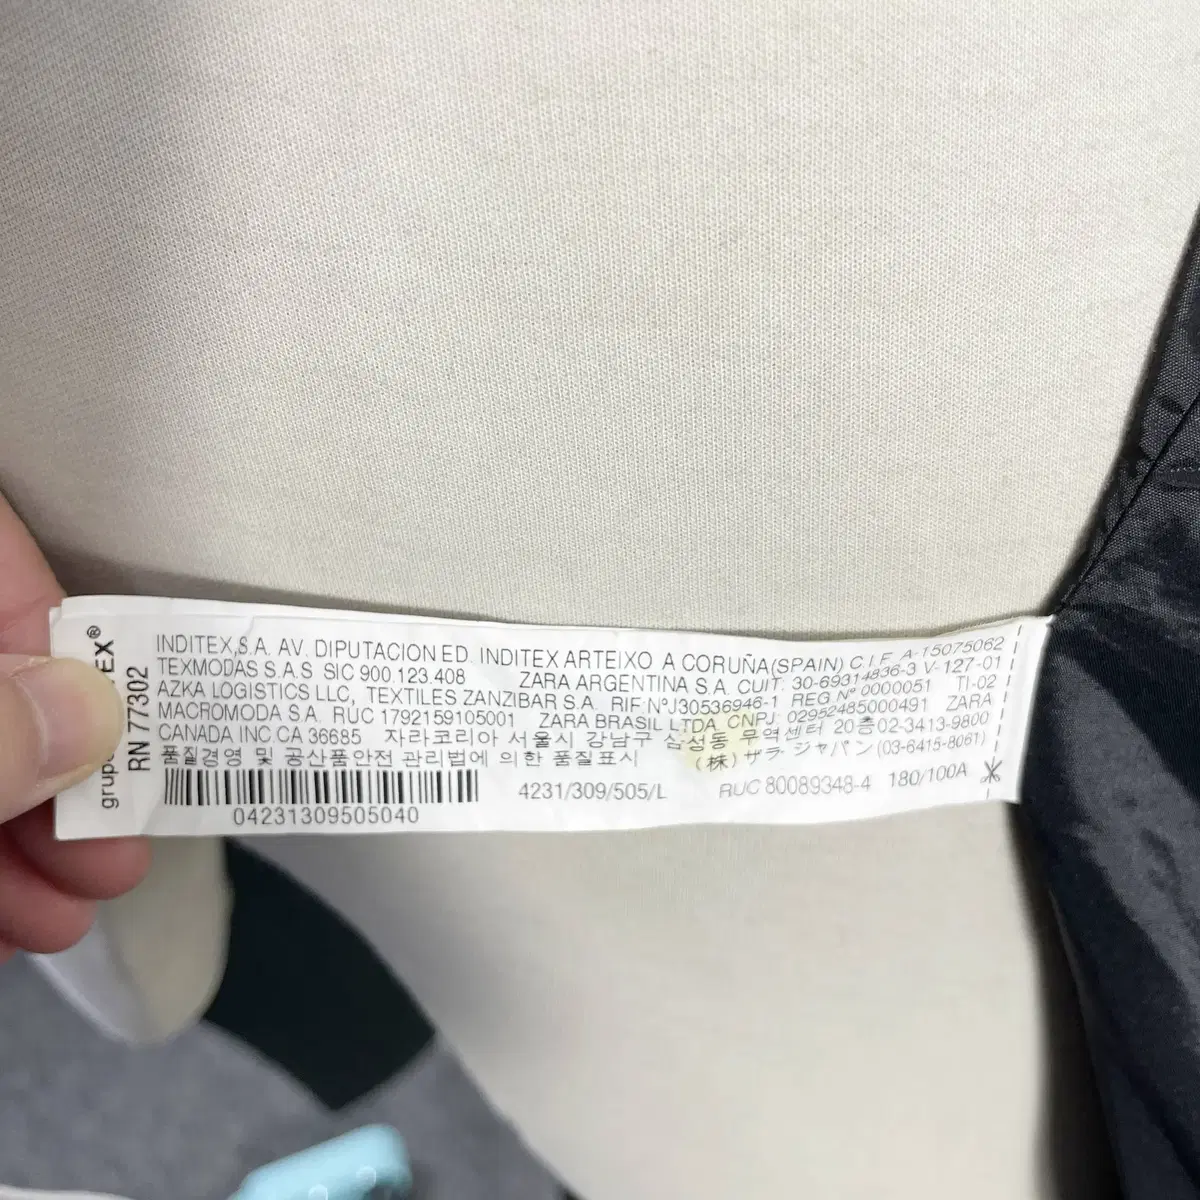 INDITEX,S.A. AV. DIPUTACION ED. INDITEX ARTEIXO A CORUÑA(SPAIN) C.I.F. A-15075062
TEXMODAS S.A.S SIC 900.123.408 ZARA ARGENTINA S.A. CUIT: 30-69314836-3 V-127-01
AZKA LOGISTICS LLC, TEXTILES ZANZIBAR S.A. RIF NºJ30536946-1 REG.Nº 0000051 TI-02
MACROMODA S.A. RUC 1792159105001 ZARA BRASIL LTDA. CNPJ: 02952485000491 ZARA
CANADA INC.CA 36685 자라코리아 서울시 강남구 삼성동 무역센터 20층02-3413-9800
품질경영 및 공산품안전 관리법에 의한 품질표시 (株) ザラ・ジャパン (03-6415-8061)
4231/309/505/L RUC 80089348-4 180/100A
04231309505040
EX®
RN 77302